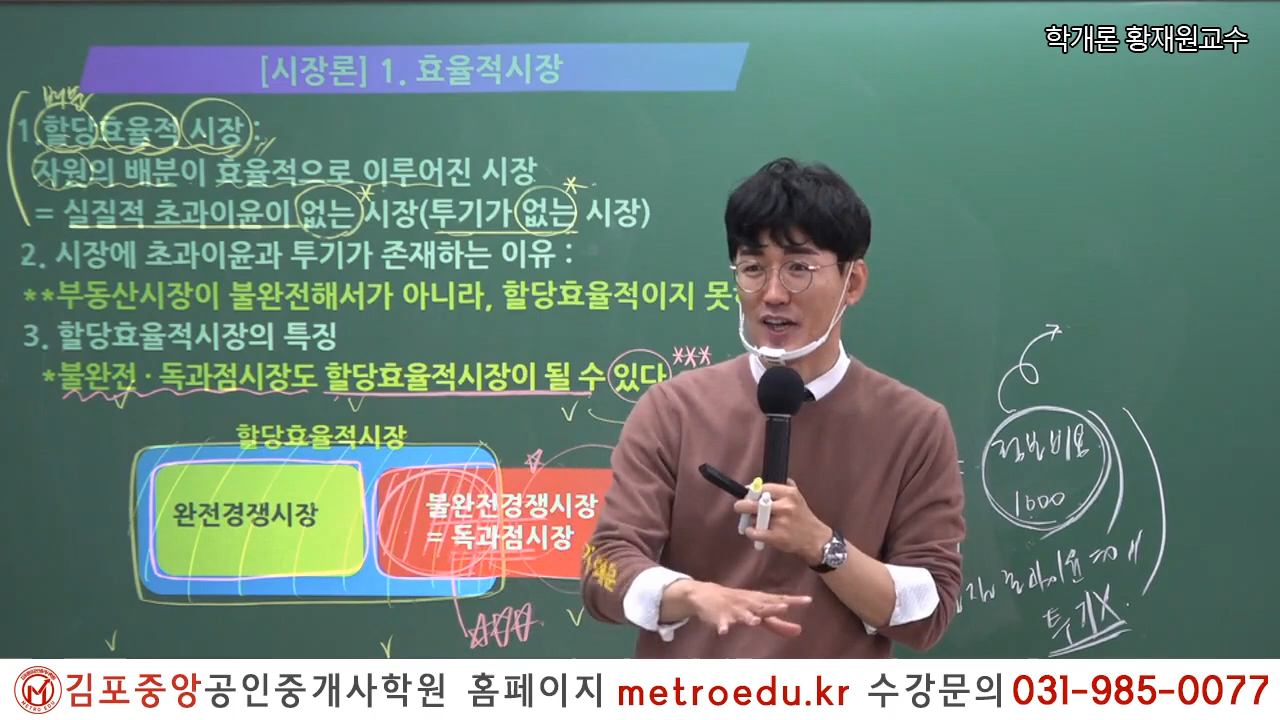 학개론 황재원교수
[시장론] 1. 효율적시장
배분
1. 할당효율적 시장 :
자원의 배분이 효율적으로 이루어진 시장
= 실질적 초과이윤이 없는 시장(투기가 없는 시장)
2. 시장에 초과이윤과 투기가 존재하는 이유 :
**부동산시장이 불완전해서가 아니라, 할당효율적이지 못
3. 할당효율적시장의 특징
*불완전·독과점시장도 할당효율적시장이 될 수 있다
할당효율적시장
완전경쟁시장
불완전경쟁시장
= 독과점시장
정보비용
1000
초과이윤
투기X
METRO EDU
김포중앙공인중개사학원 홈페이지 metroedu.kr 수강문의 031-985-0077